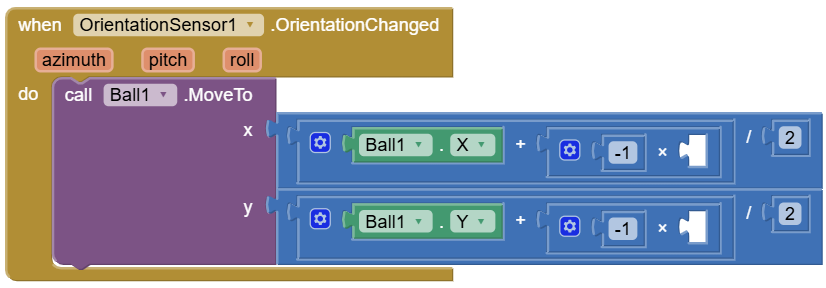 when OrientationSensor1 .OrientationChanged
azimuth pitch roll
do call Ball1 .MoveTo
x Ball1 . X + -1 × / 2
y Ball1 . Y + -1 × / 2